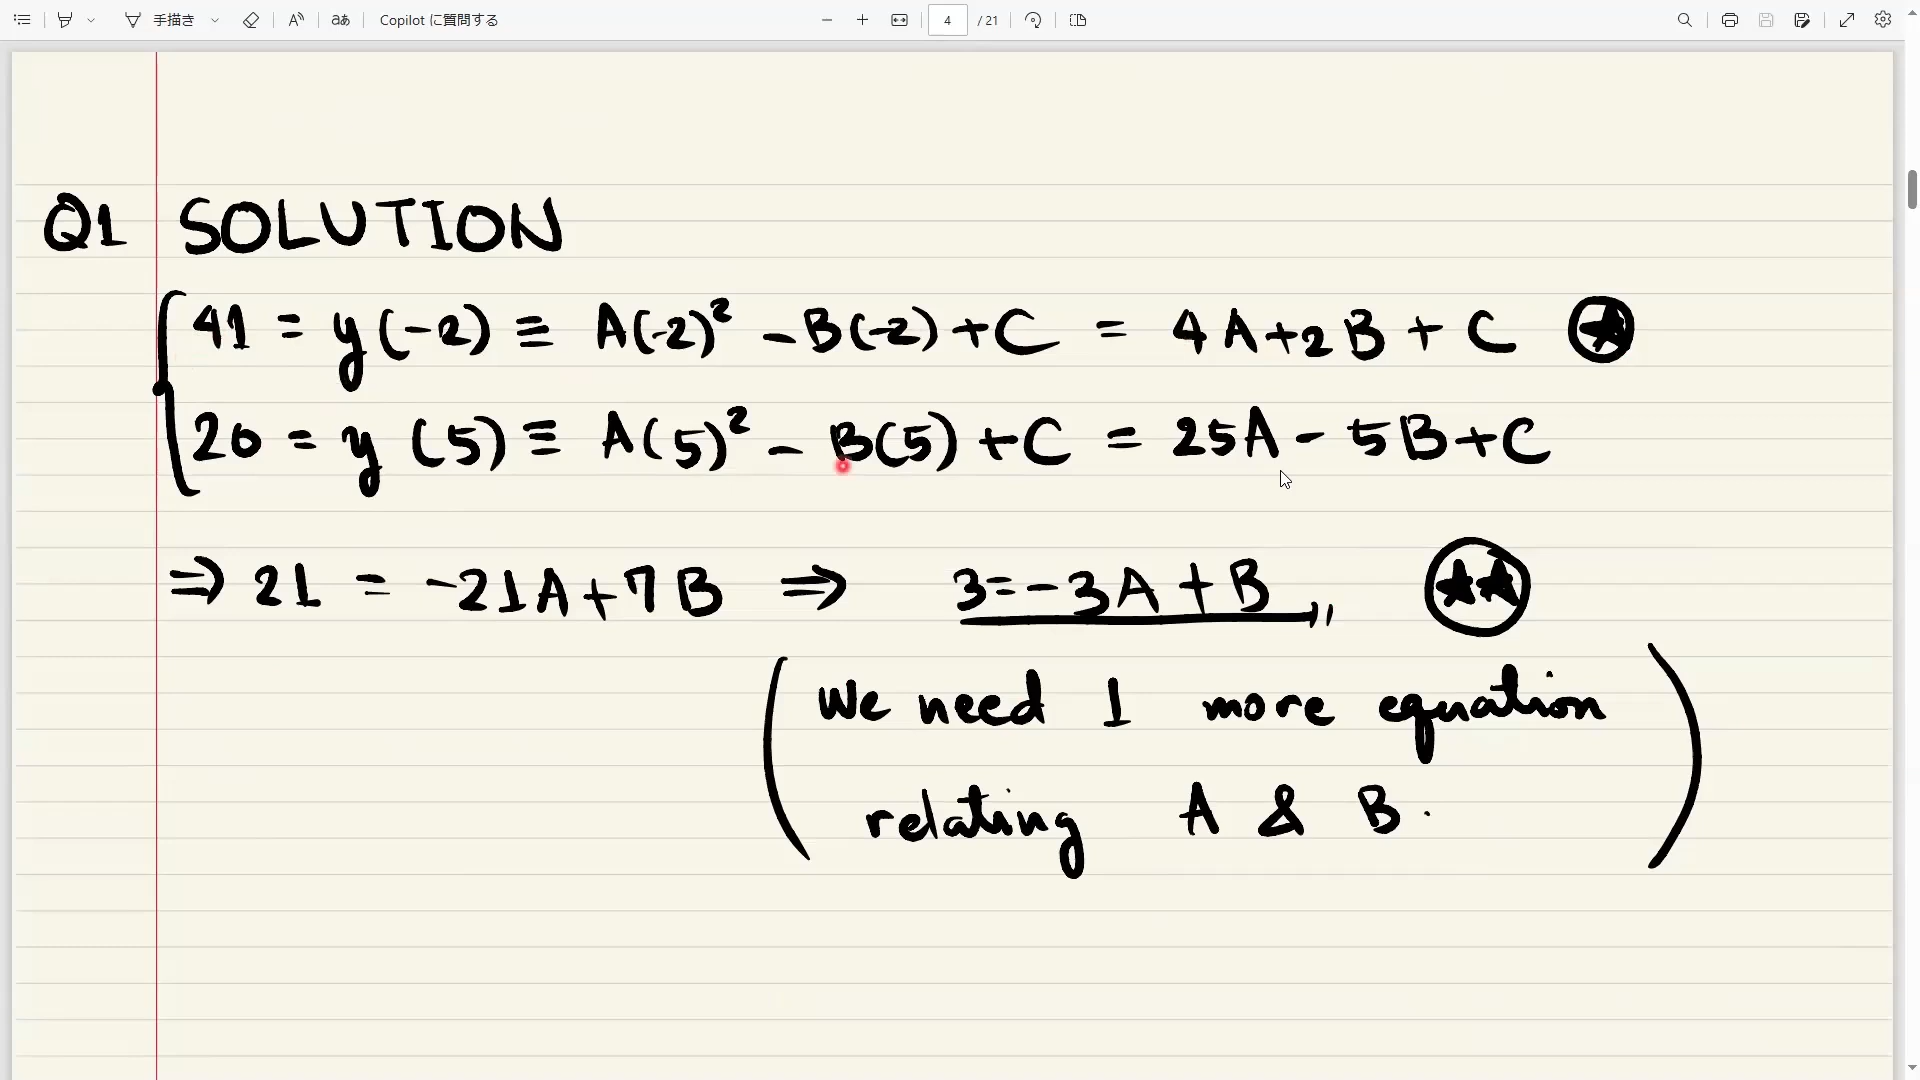 手描き Copilot に質問する 4 / 21
Q1 SOLUTION
41 = y(-2) ≡ A(-2)² - B(-2) + C = 4A+2B + C ★
20 = y (5) ≡ A(5)² - B(5) + C = 25A - 5B+C
⇒ 21 = -21A+7B ⇒ 3=-3A + B ★★
(We need 1 more equation
relating A & B.)